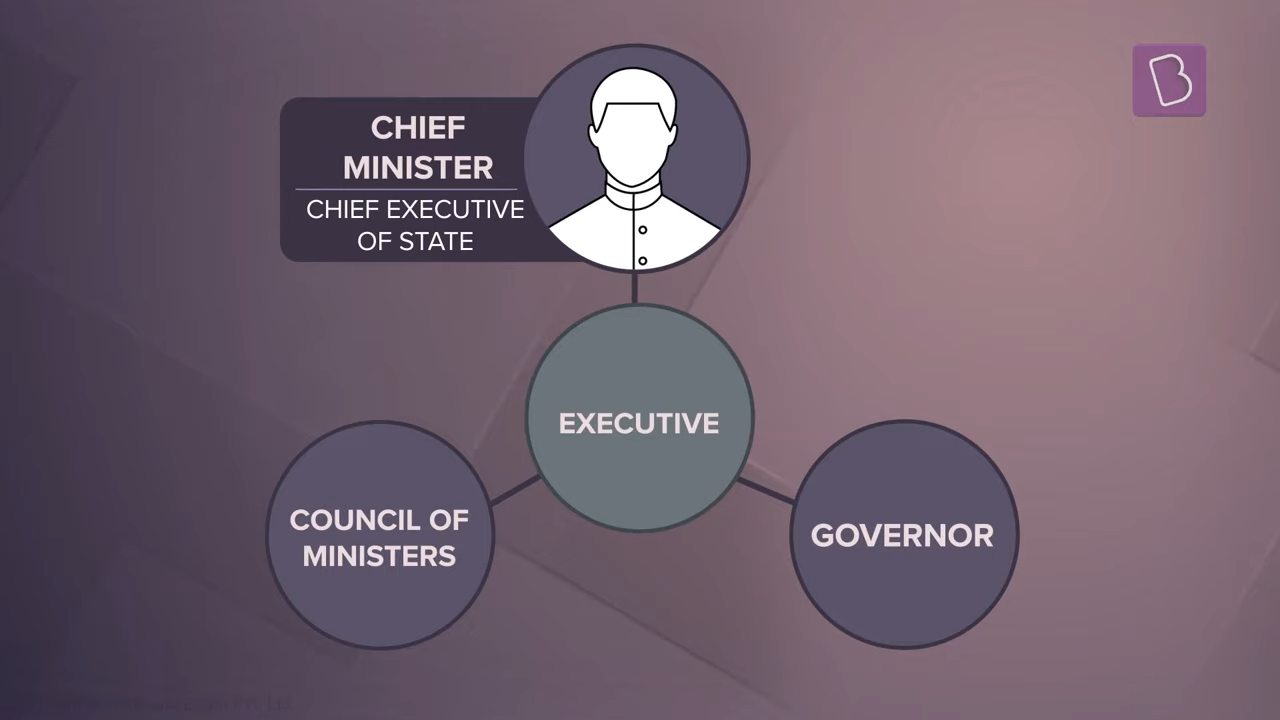 CHIEF
MINISTER
CHIEF EXECUTIVE
OF STATE
EXECUTIVE
COUNCIL OF
MINISTERS
GOVERNOR